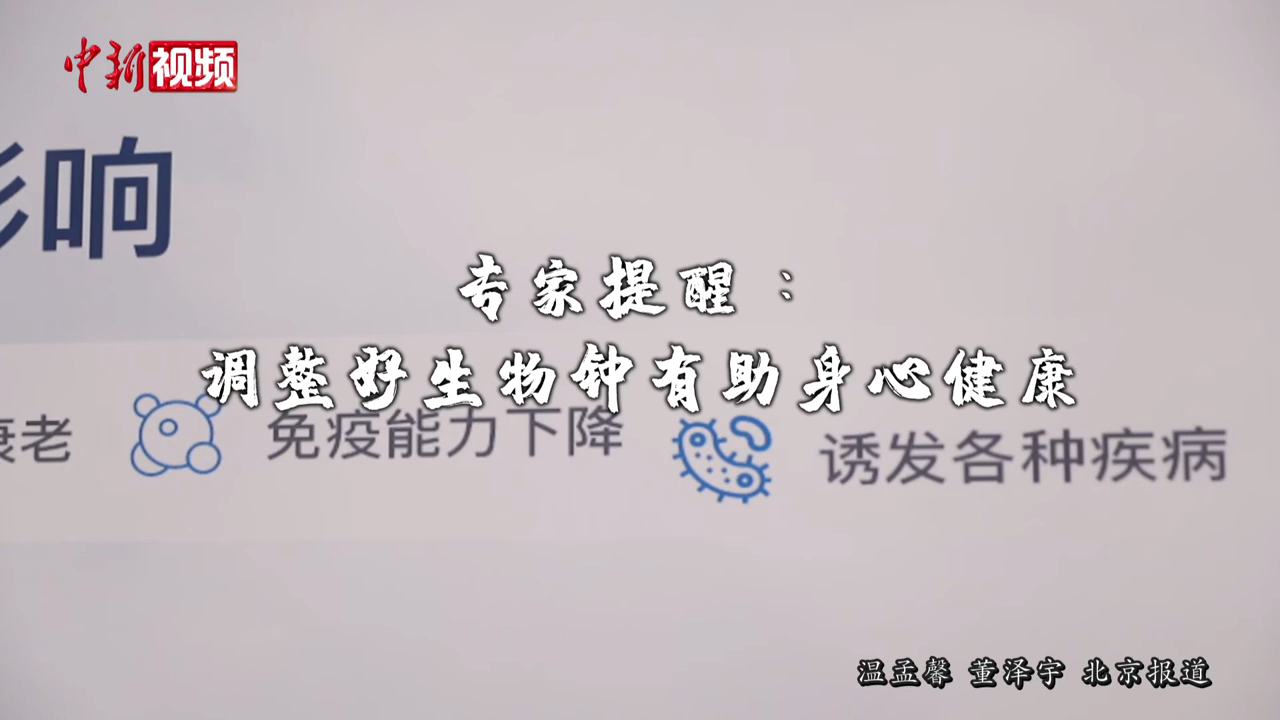 中新视频
影响
专家提醒：
调整好生物钟有助身心健康
衰老
免疫能力下降
诱发各种疾病
温孟馨 董泽宇 北京报道